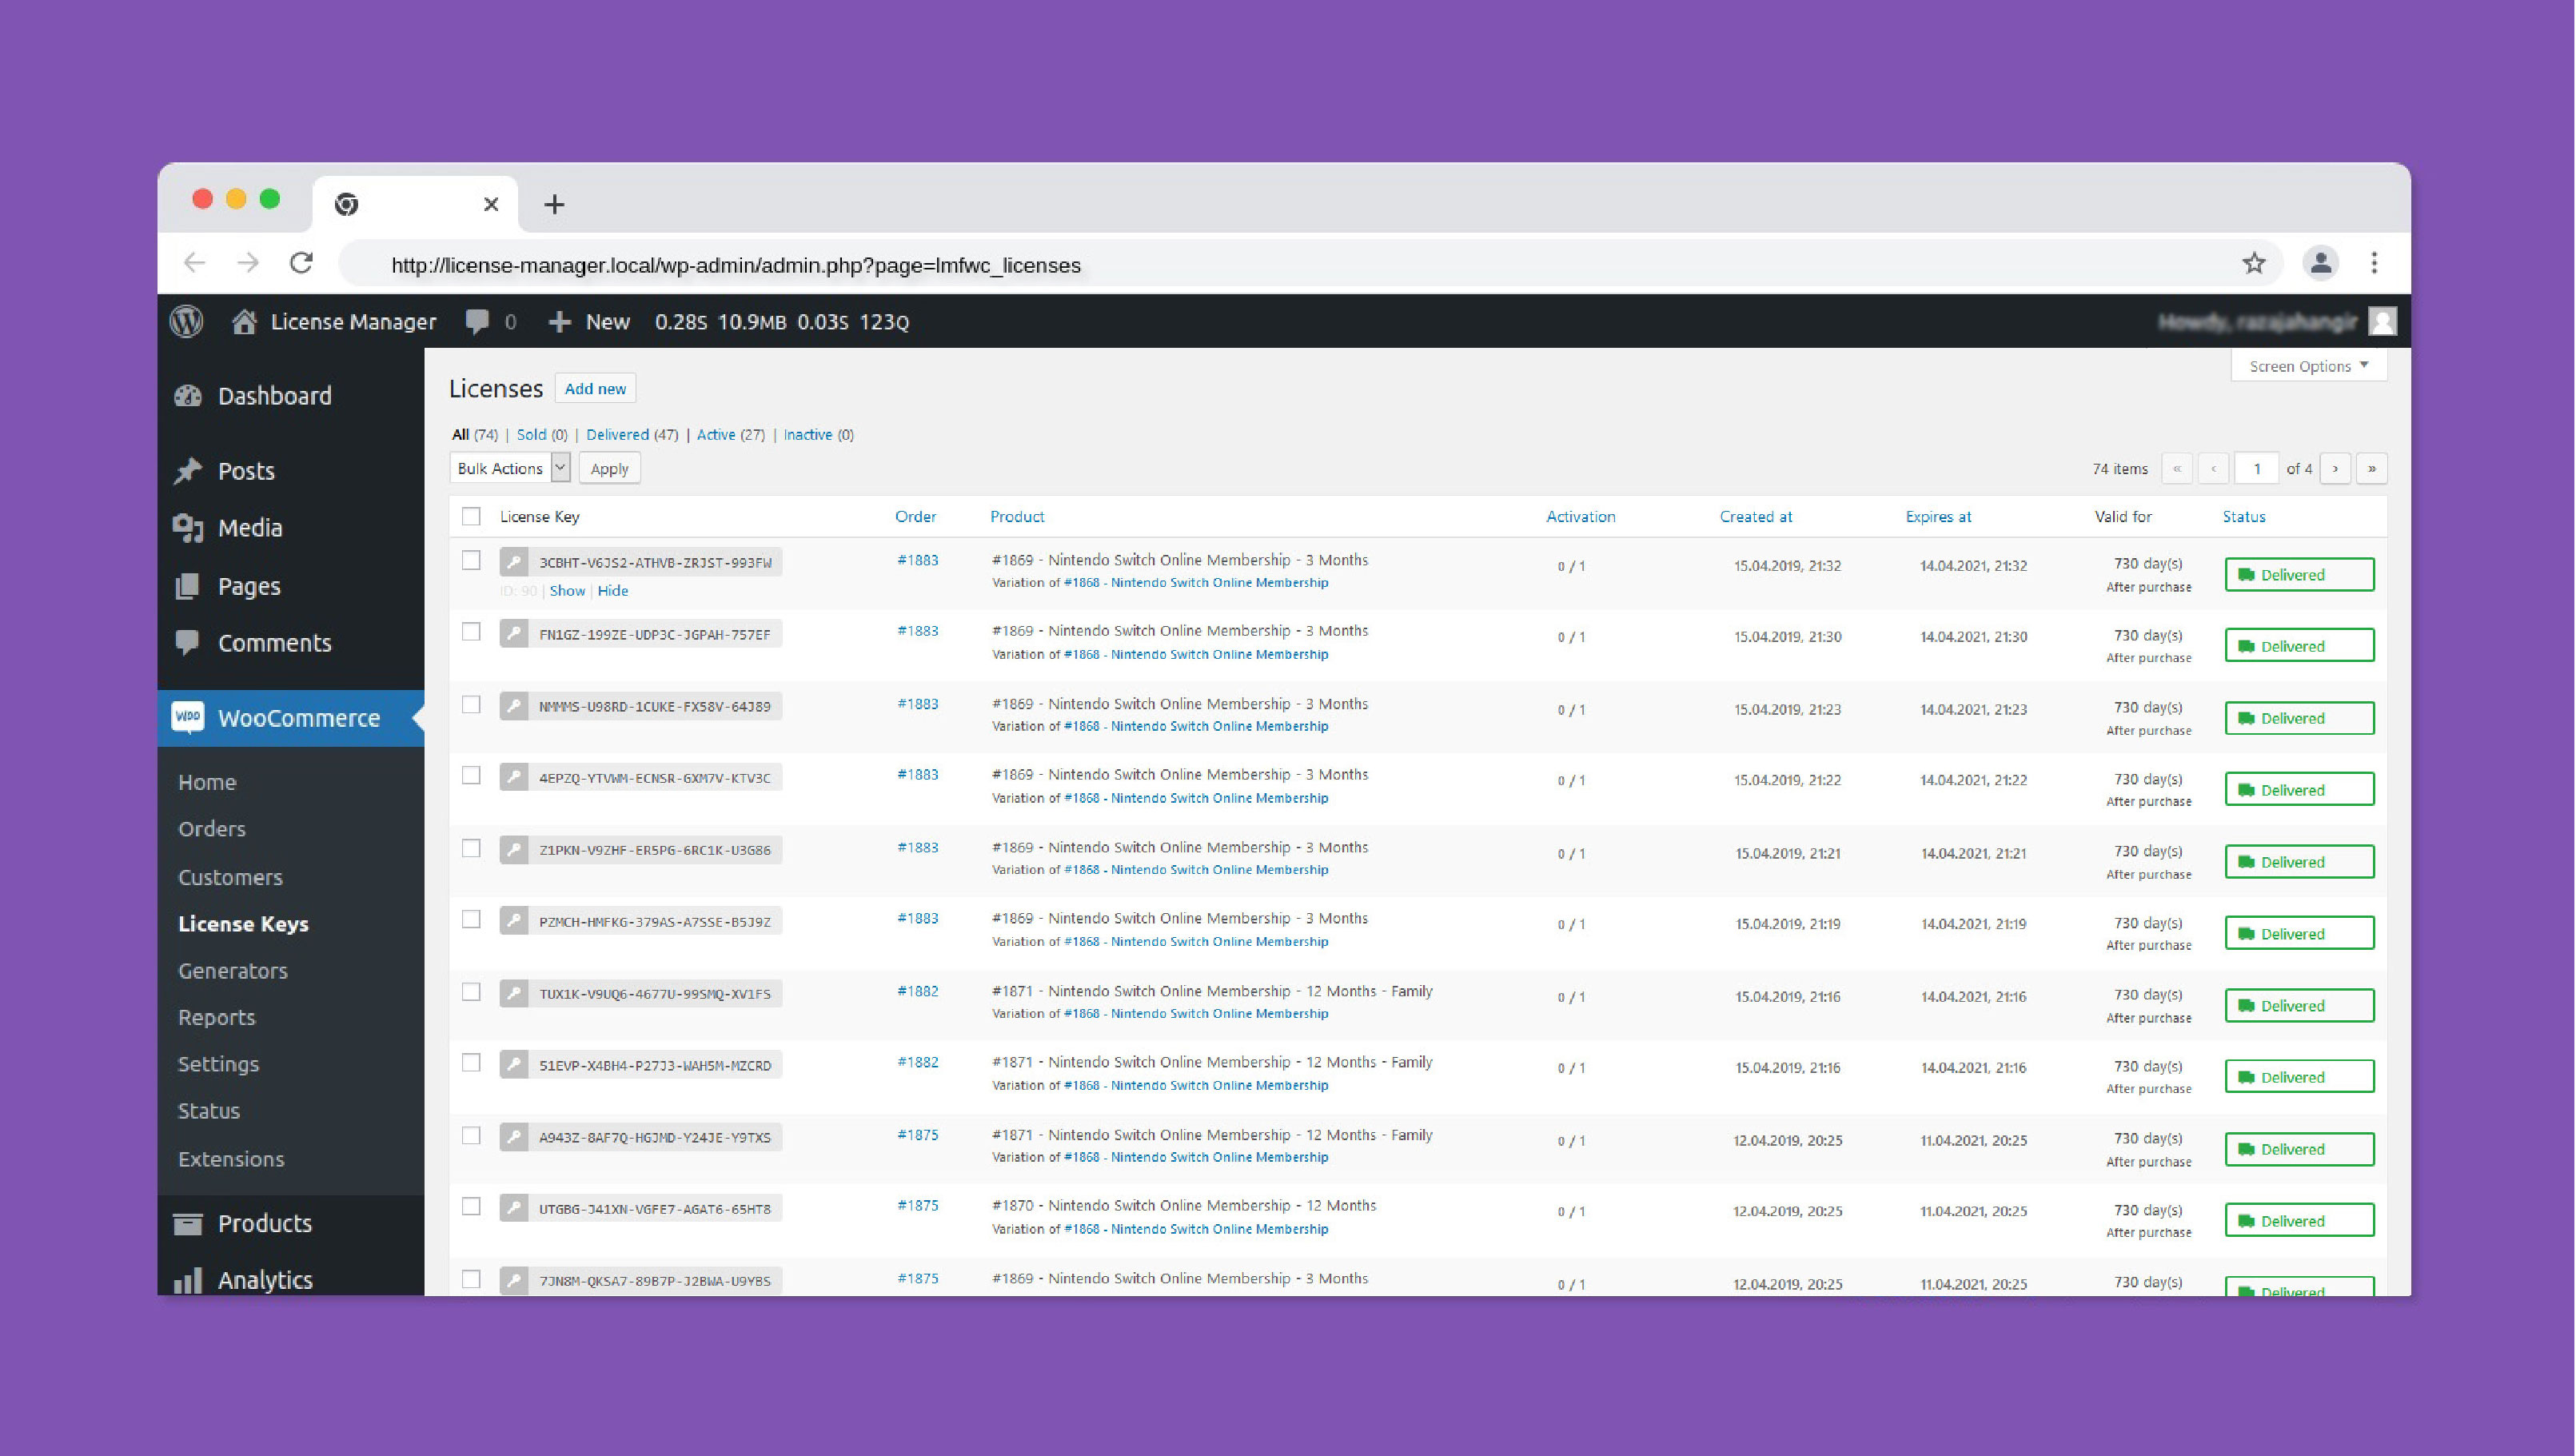 http://license-manager.local/wp-admin/admin.php?page=lmfwc_licenses
License Manager 0 New 0.28S 10.9MB 0.03S 123Q
Howdy, razajahangir
Dashboard
Posts
Media
Pages
Comments
Woo WooCommerce
Home
Orders
Customers
License Keys
Generators
Reports
Settings
Status
Extensions
Products
Analytics
Screen Options
Licenses Add new
All (74) | Sold (0) | Delivered (47) | Active (27) | Inactive (0)
Bulk Actions Apply 74 items « ‹ 1 of 4 › »
License Key Order Product Activation Created at Expires at Valid for Status
3CBHT-V6JS2-ATHVB-ZRJST-993FW #1883 #1869 - Nintendo Switch Online Membership - 3 Months 0 / 1 15.04.2019, 21:32 14.04.2021, 21:32 730 day(s) Delivered
ID: 90 | Show | Hide Variation of #1868 - Nintendo Switch Online Membership After purchase
FN1GZ-199ZE-UDP3C-JGPAH-757EF #1883 #1869 - Nintendo Switch Online Membership - 3 Months 0 / 1 15.04.2019, 21:30 14.04.2021, 21:30 730 day(s) Delivered
Variation of #1868 - Nintendo Switch Online Membership After purchase
NMMMS-U98RD-1CUKE-FX58V-64J89 #1883 #1869 - Nintendo Switch Online Membership - 3 Months 0 / 1 15.04.2019, 21:23 14.04.2021, 21:23 730 day(s) Delivered
Variation of #1868 - Nintendo Switch Online Membership After purchase
4EPZQ-YTVWM-ECNSR-GXM7V-KTV3C #1883 #1869 - Nintendo Switch Online Membership - 3 Months 0 / 1 15.04.2019, 21:22 14.04.2021, 21:22 730 day(s) Delivered
Variation of #1868 - Nintendo Switch Online Membership After purchase
Z1PKN-V9ZHF-ER5PG-6RC1K-U3G86 #1883 #1869 - Nintendo Switch Online Membership - 3 Months 0 / 1 15.04.2019, 21:21 14.04.2021, 21:21 730 day(s) Delivered
Variation of #1868 - Nintendo Switch Online Membership After purchase
PZMCH-HMFKG-379AS-A7SSE-B5J9Z #1883 #1869 - Nintendo Switch Online Membership - 3 Months 0 / 1 15.04.2019, 21:19 14.04.2021, 21:19 730 day(s) Delivered
Variation of #1868 - Nintendo Switch Online Membership After purchase
TUX1K-V9UQ6-4677U-99SMQ-XV1FS #1882 #1871 - Nintendo Switch Online Membership - 12 Months - Family 0 / 1 15.04.2019, 21:16 14.04.2021, 21:16 730 day(s) Delivered
Variation of #1868 - Nintendo Switch Online Membership After purchase
51EVP-X4BH4-P27J3-WAH5M-MZCRD #1882 #1871 - Nintendo Switch Online Membership - 12 Months - Family 0 / 1 15.04.2019, 21:16 14.04.2021, 21:16 730 day(s) Delivered
Variation of #1868 - Nintendo Switch Online Membership After purchase
A943Z-8AF7Q-HGJMD-Y24JE-Y9TXS #1875 #1871 - Nintendo Switch Online Membership - 12 Months - Family 0 / 1 12.04.2019, 20:25 11.04.2021, 20:25 730 day(s) Delivered
Variation of #1868 - Nintendo Switch Online Membership After purchase
UTGBG-J41XN-VGFE7-AGAT6-65HT8 #1875 #1870 - Nintendo Switch Online Membership - 12 Months 0 / 1 12.04.2019, 20:25 11.04.2021, 20:25 730 day(s) Delivered
Variation of #1868 - Nintendo Switch Online Membership After purchase
7JN8M-QKSA7-89B7P-J2BWA-U9YBS #1875 #1869 - Nintendo Switch Online Membership - 3 Months 0 / 1 12.04.2019, 20:25 11.04.2021, 20:25 730 day(s) Delivered